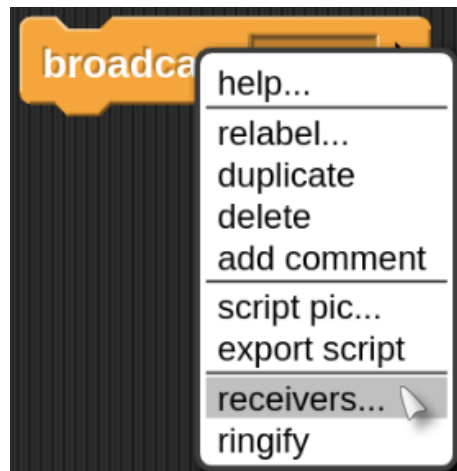 broadca
help...
relabel...
duplicate
delete
add comment
script pic...
export script
receivers...
ringify